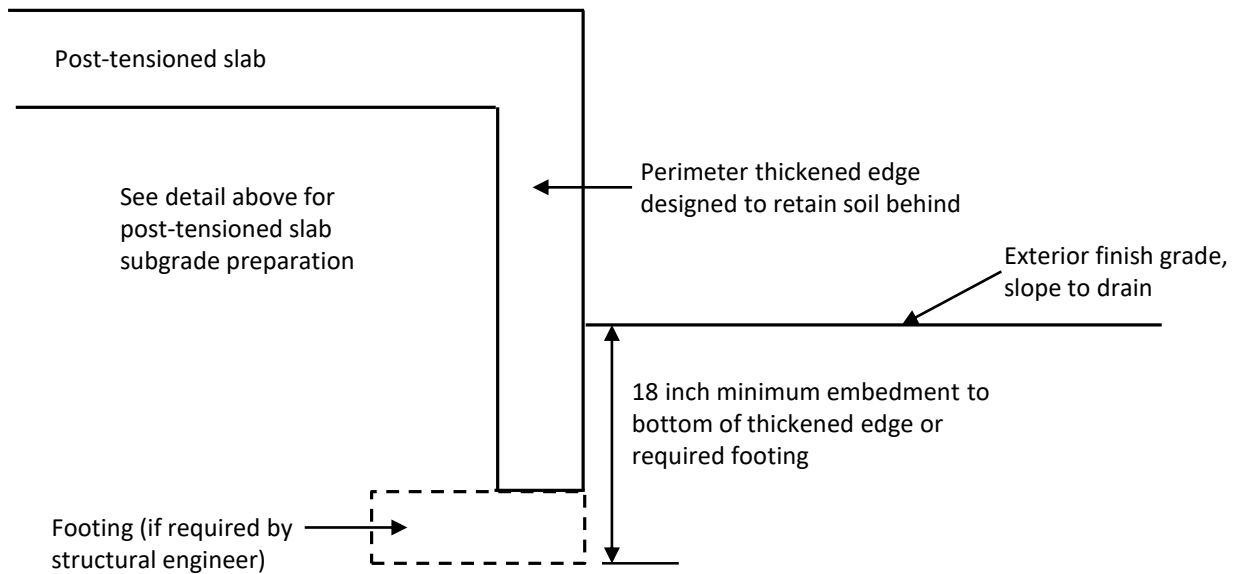 Post-tensioned slab
See detail above for
post-tensioned slab
subgrade preparation
Perimeter thickened edge
designed to retain soil behind
Exterior finish grade,
slope to drain
18 inch minimum embedment to
bottom of thickened edge or
required footing
Footing (if required by
structural engineer)